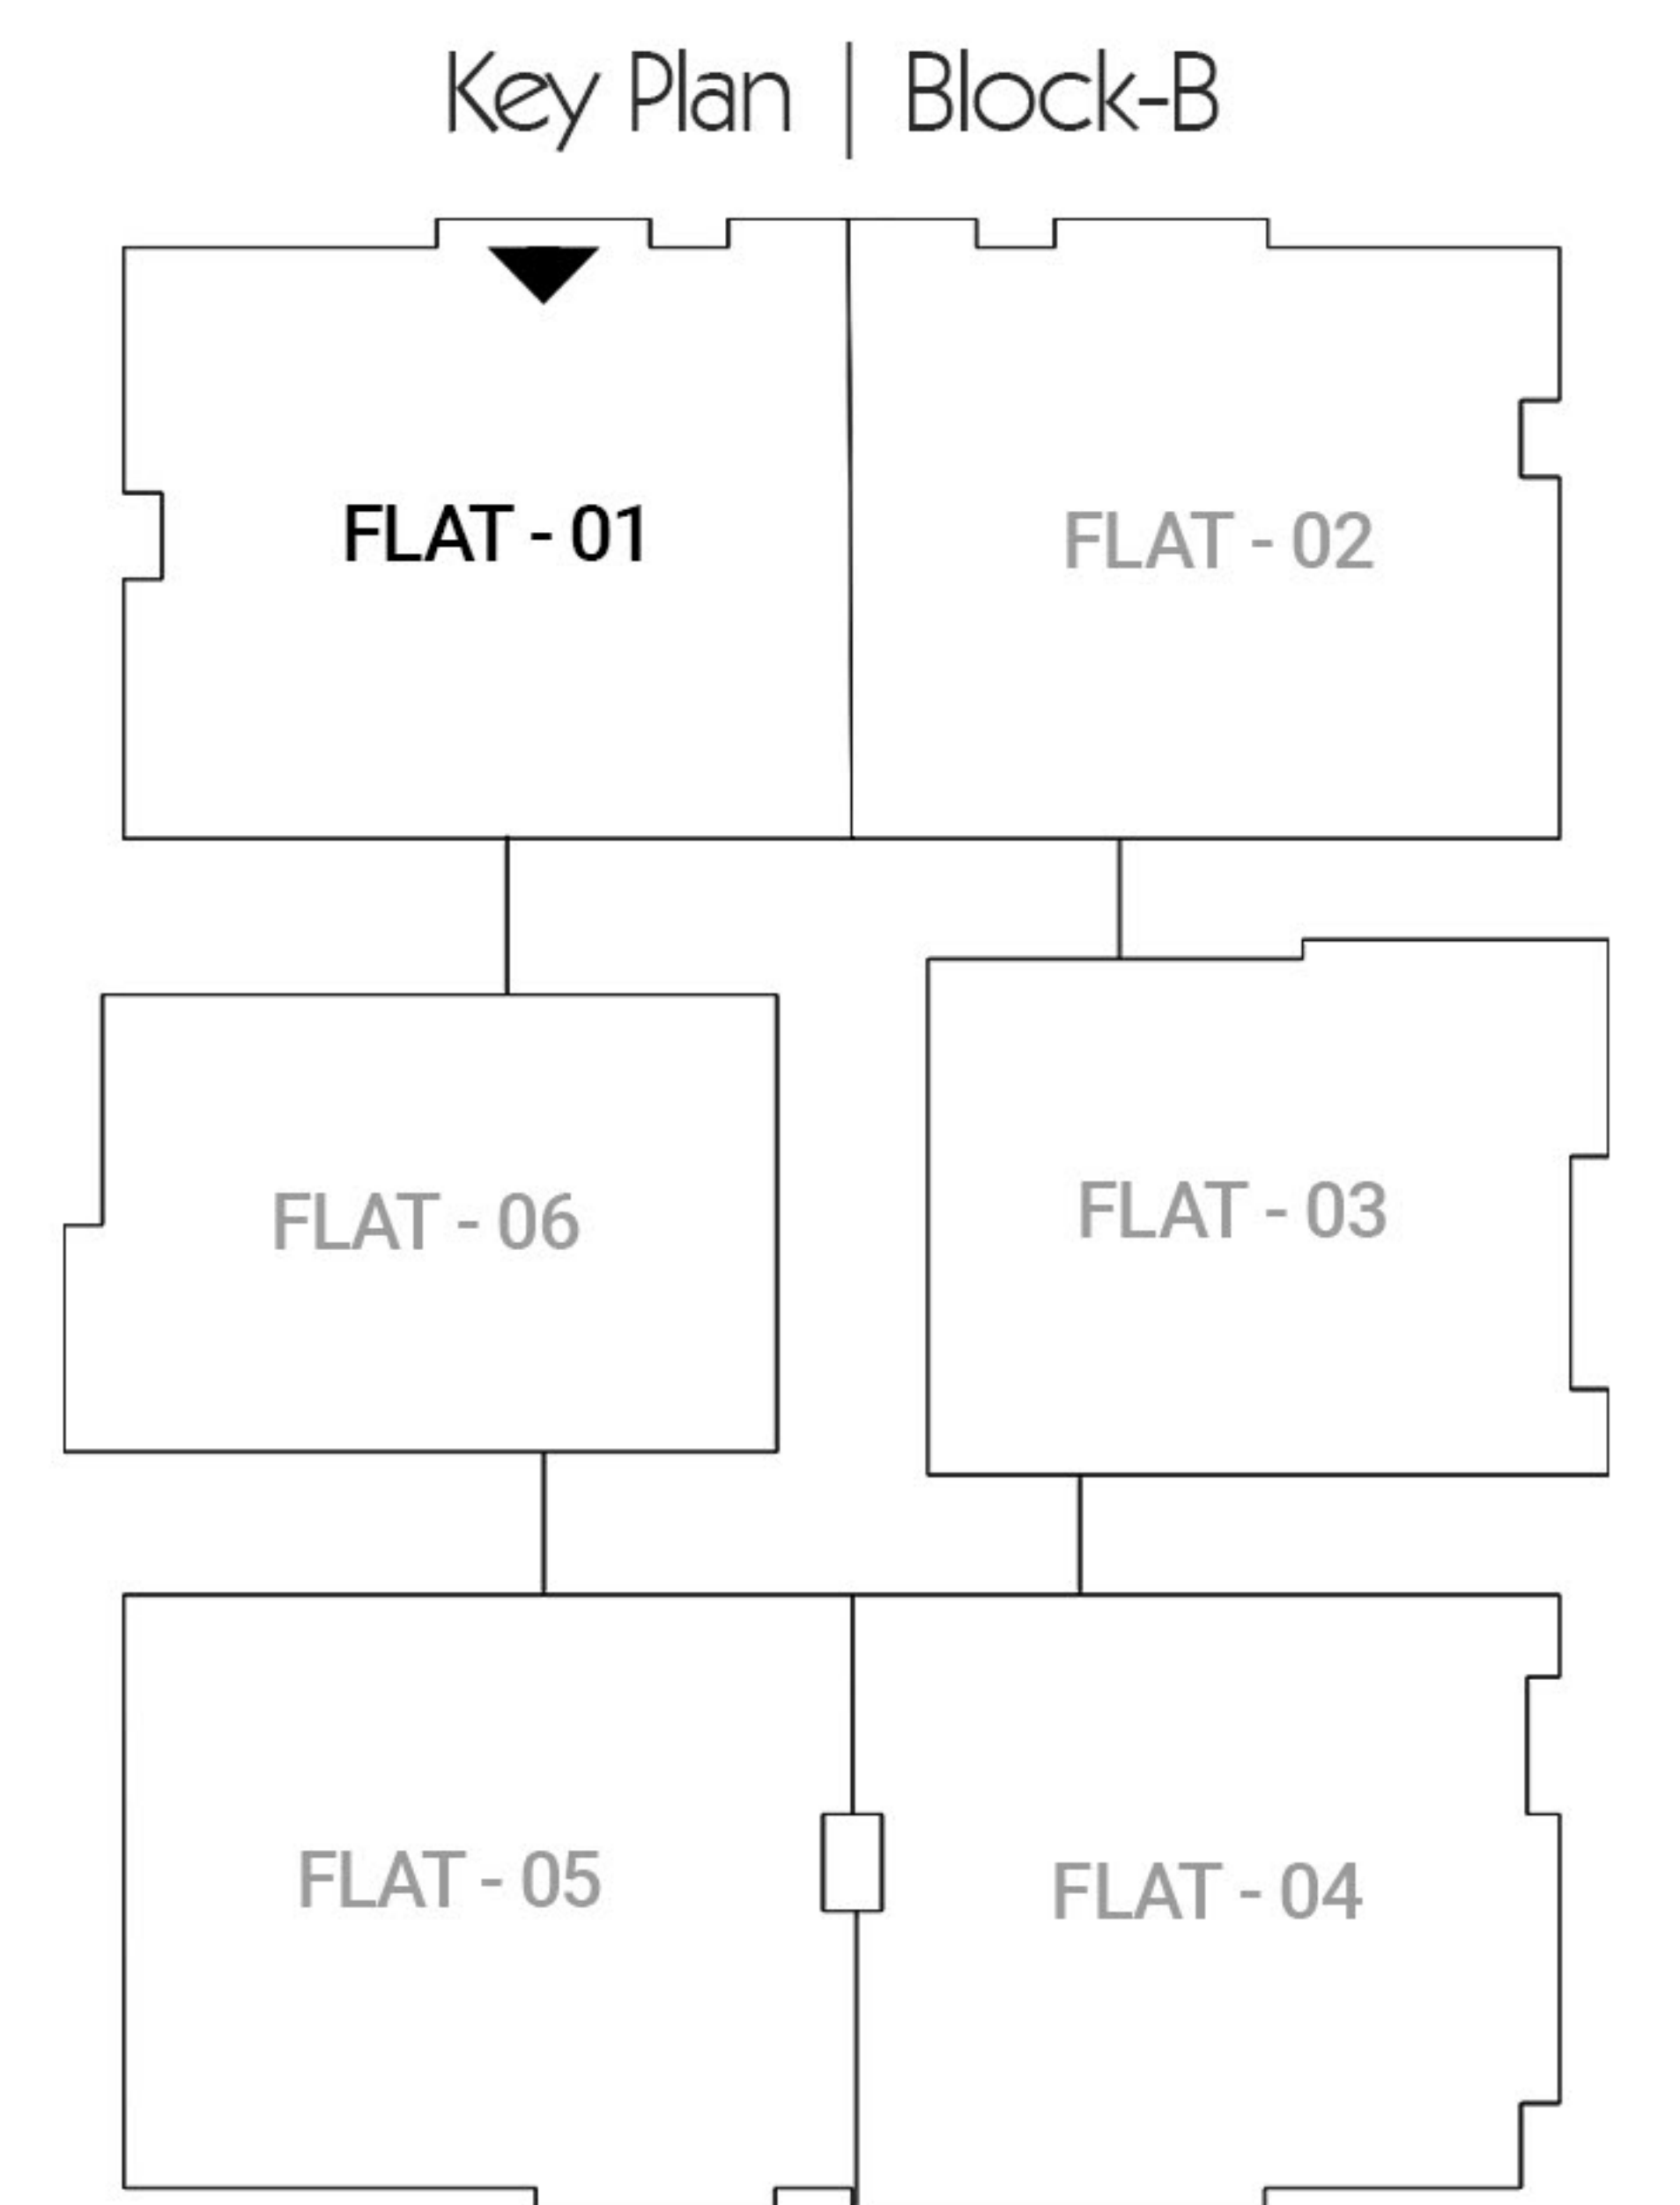 Key Plan | Block-B
FLAT - 01
FLAT - 02
FLAT - 06
FLAT - 03
FLAT - 05
FLAT - 04